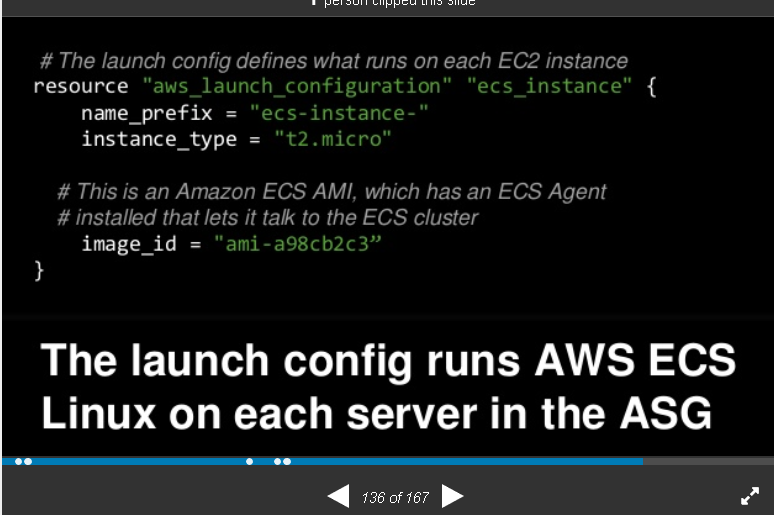 person clipped this slide
# The launch config defines what runs on each EC2 instance
resource "aws_launch_configuration" "ecs_instance" {
name_prefix = "ecs-instance-"
instance_type = "t2.micro"
# This is an Amazon ECS AMI, which has an ECS Agent
# installed that lets it talk to the ECS cluster
image_id = "ami-a98cb2c3”
}
The launch config runs AWS ECS
Linux on each server in the ASG
136 of 167